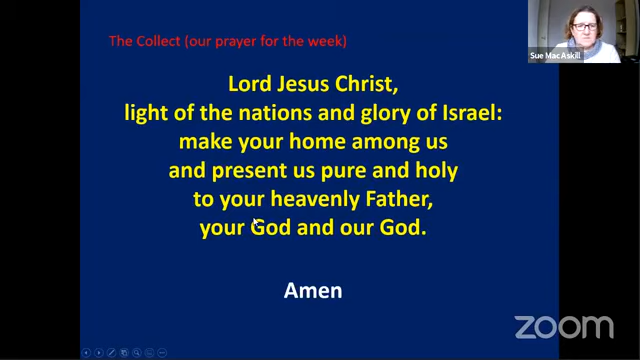 The Collect (our prayer for the week)
Sue Mac Askill
Lord Jesus Christ,
light of the nations and glory of Israel:
make your home among us
and present us pure and holy
to your heavenly Father,
your God and our God.
Amen
zoom